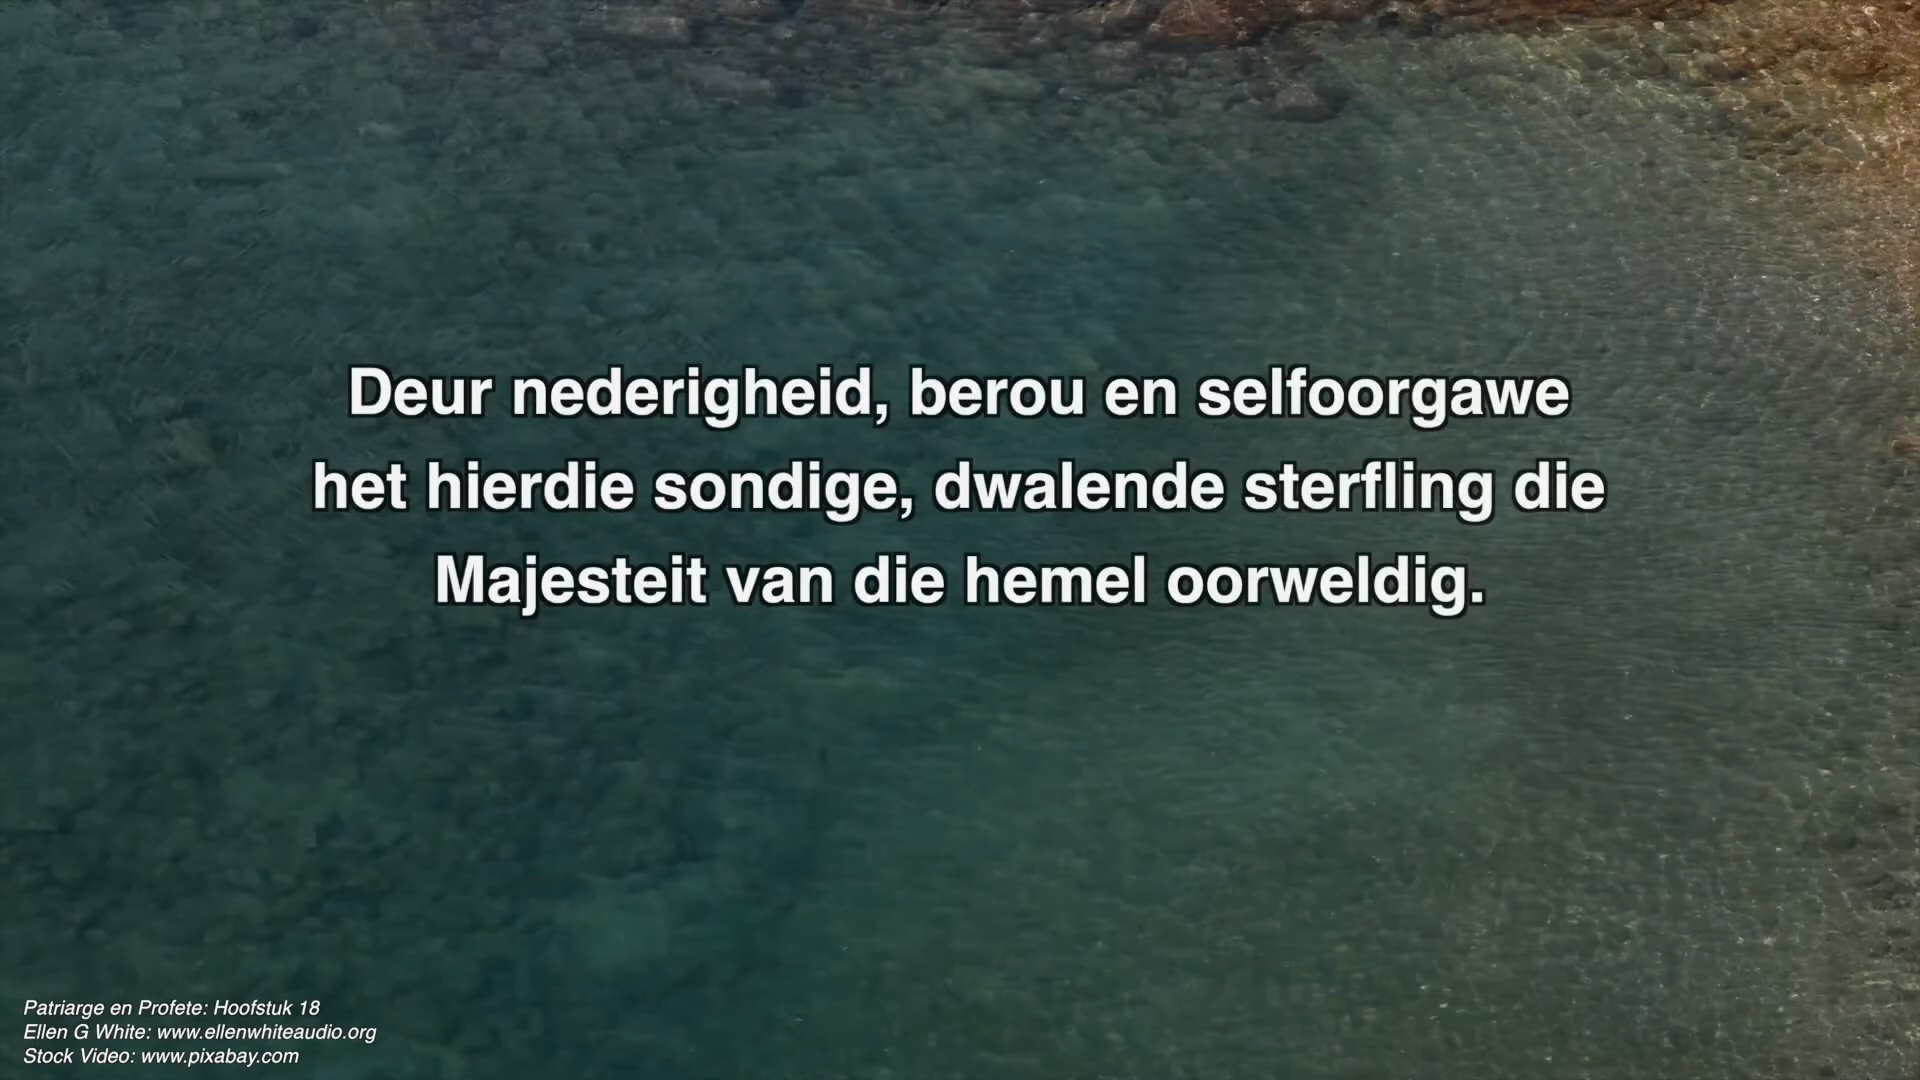 Deur nederigheid, berou en selfoorgawe
het hierdie sondige, dwalende sterfling die
Majesteit van die hemel oorweldig.
Patriarge en Profete: Hoofstuk 18
Ellen G White: www.ellenwhiteaudio.org
Stock Video: www.pixabay.com